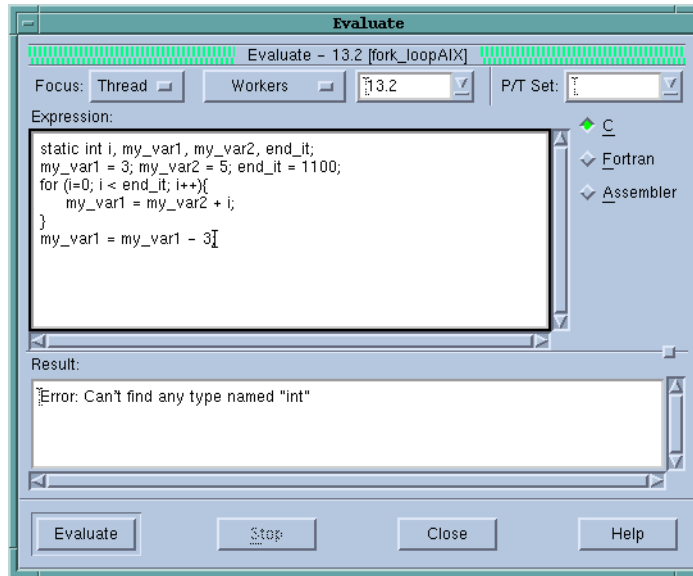 Evaluate
Evaluate - 13.2 [fork_loopAIX]
Focus: Thread Workers 13.2 P/T Set:
Expression:
static int i, my_var1, my_var2, end_it;
my_var1 = 3; my_var2 = 5; end_it = 1100;
for (i=0; i < end_it; i++){
my_var1 = my_var2 + i;
}
my_var1 = my_var1 - 3;
C
Fortran
Assembler
Result:
Error: Can't find any type named "int"
Evaluate Stop Close Help